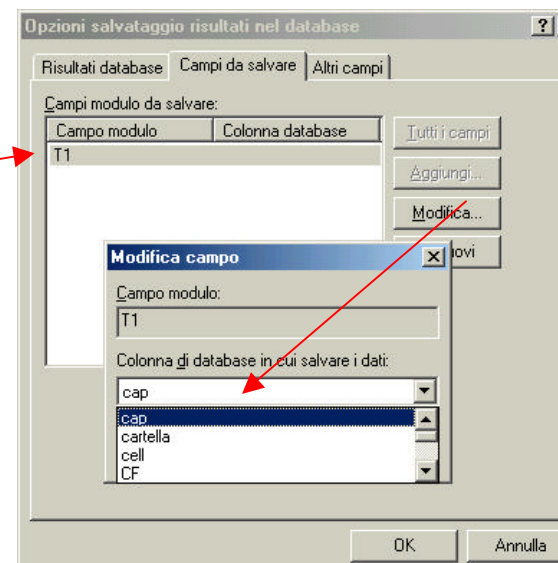 Opzioni salvataggio risultati nel database
Risultati database
Campi da salvare
Altri campi
Campi modulo da salvare:
Campo modulo
Colonna database
T1
Tutti i campi
Aggiungi...
Modifica...
uovi
Modifica campo
Campo modulo:
T1
Colonna di database in cui salvare i dati:
cap
cap
cartella
cell
CF
OK
Annulla